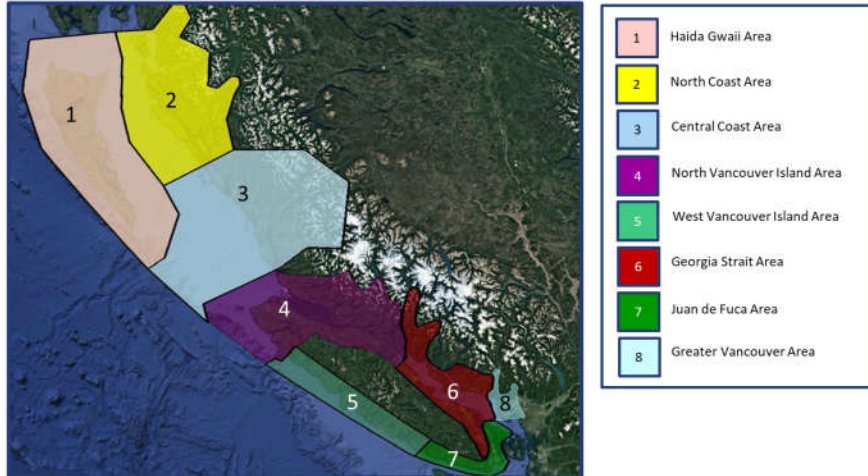 1
2
3
4
5
6
7
8
1 Haida Gwaii Area
2 North Coast Area
3 Central Coast Area
4 North Vancouver Island Area
5 West Vancouver Island Area
6 Georgia Strait Area
7 Juan de Fuca Area
8 Greater Vancouver Area